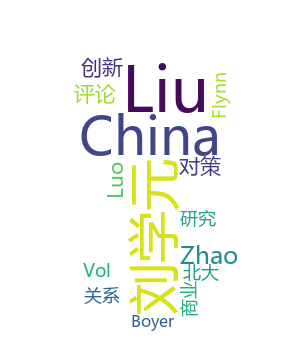 创新
Liu
Flynn
评论
China
对策
Luo
刘学元
研究
Zhao
Vol
北大
关系
商业
Boyer